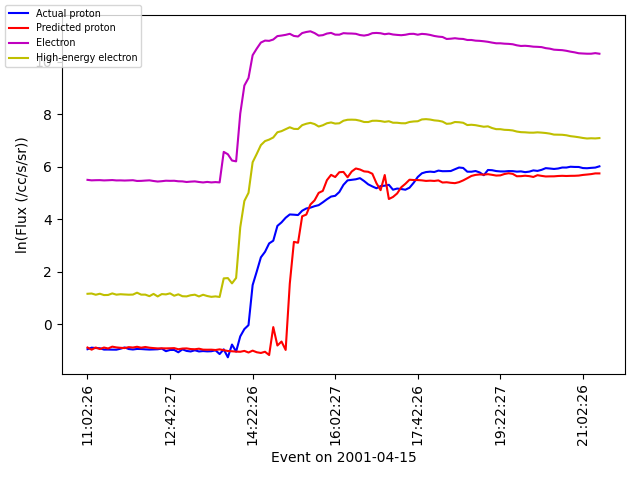 Actual proton
Predicted proton
Electron
High-energy electron
10
8
6
4
2
0
ln(Flux (/cc/s/sr))
11:02:26
12:42:27
14:22:26
16:02:27
17:42:26
19:22:27
21:02:26
Event on 2001-04-15